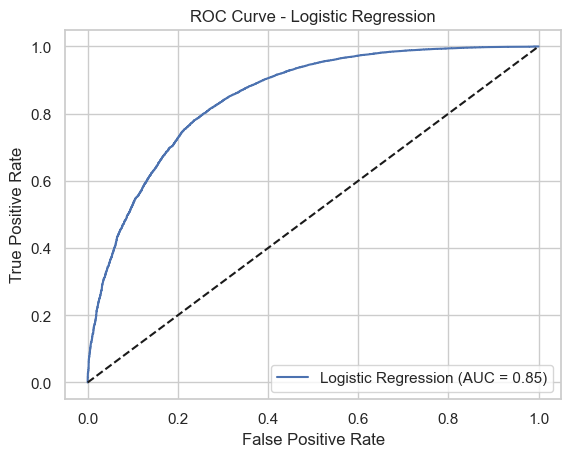 ROC Curve - Logistic Regression
1.0
0.8
0.6
0.4
0.2
0.0
True Positive Rate
Logistic Regression (AUC = 0.85)
0.0 0.2 0.4 0.6 0.8 1.0
False Positive Rate